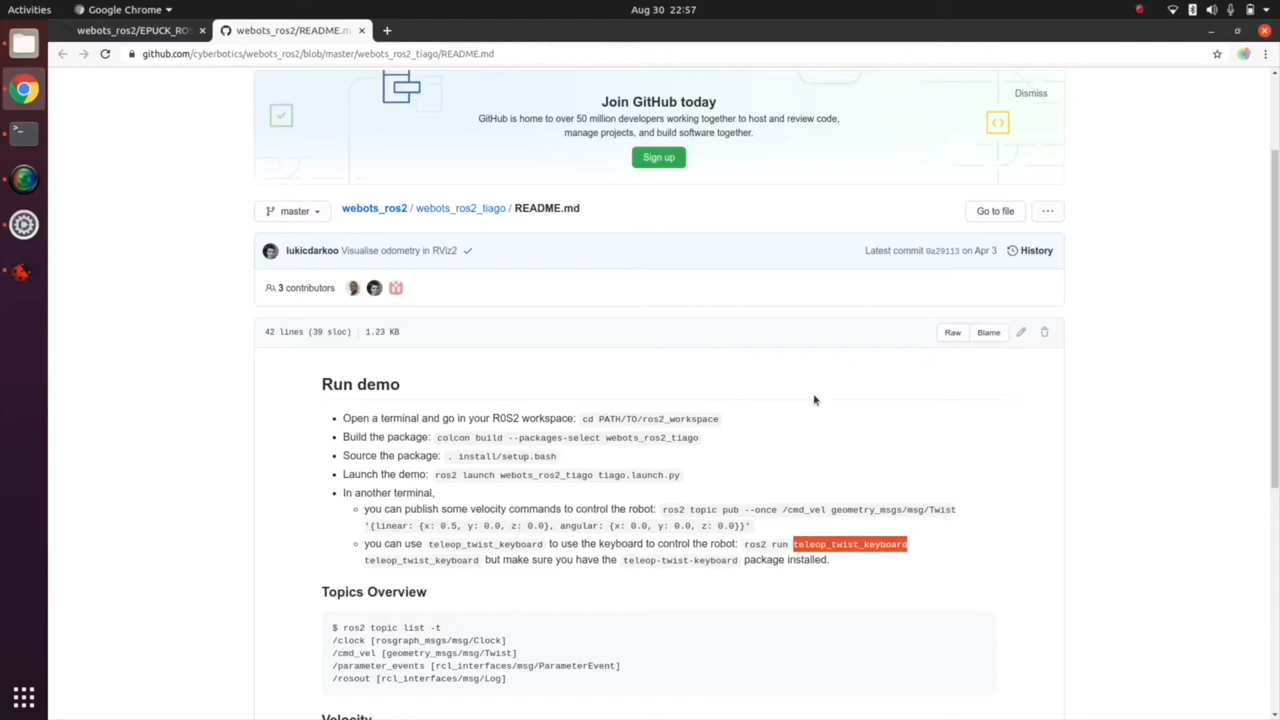 Activities
Google Chrome
Aug 30 22:57
webots_ros2/EPUCK_ROS
webots_ros2/README.m
github.com/cyberbotics/webots_ros2/blob/master/webots_ros2_tiago/README.md
Join GitHub today
Dismiss
GitHub is home to over 50 million developers working together to host and review code,
manage projects, and build software together.
Sign up
master
webots_ros2 / webots_ros2_tiago / README.md
Go to file
lukicdarkoo Visualise odometry in RViz2
Latest commit 0a29113 on Apr 3
History
3 contributors
42 lines (39 sloc) | 1.23 KB
Raw
Blame
Run demo
• Open a terminal and go in your R0S2 workspace: cd PATH/TO/ros2_workspace
• Build the package: colcon build --packages-select webots_ros2_tiago
• Source the package: . install/setup.bash
• Launch the demo: ros2 launch webots_ros2_tiago tiago.launch.py
• In another terminal,
you can publish some velocity commands to control the robot: ros2 topic pub --once /cmd_vel geometry_msgs/msg/Twist
'{linear: {x: 0.5, y: 0.0, z: 0.0}, angular: {x: 0.0, y: 0.0, z: 0.0}}'
you can use teleop_twist_keyboard to use the keyboard to control the robot: ros2 run teleop_twist_keyboard
teleop_twist_keyboard but make sure you have the teleop-twist-keyboard package installed.
Topics Overview
$ ros2 topic list -t
/clock [rosgraph_msgs/msg/Clock]
/cmd_vel [geometry_msgs/msg/Twist]
/parameter_events [rcl_interfaces/msg/ParameterEvent]
/rosout [rcl_interfaces/msg/Log]
Velocity